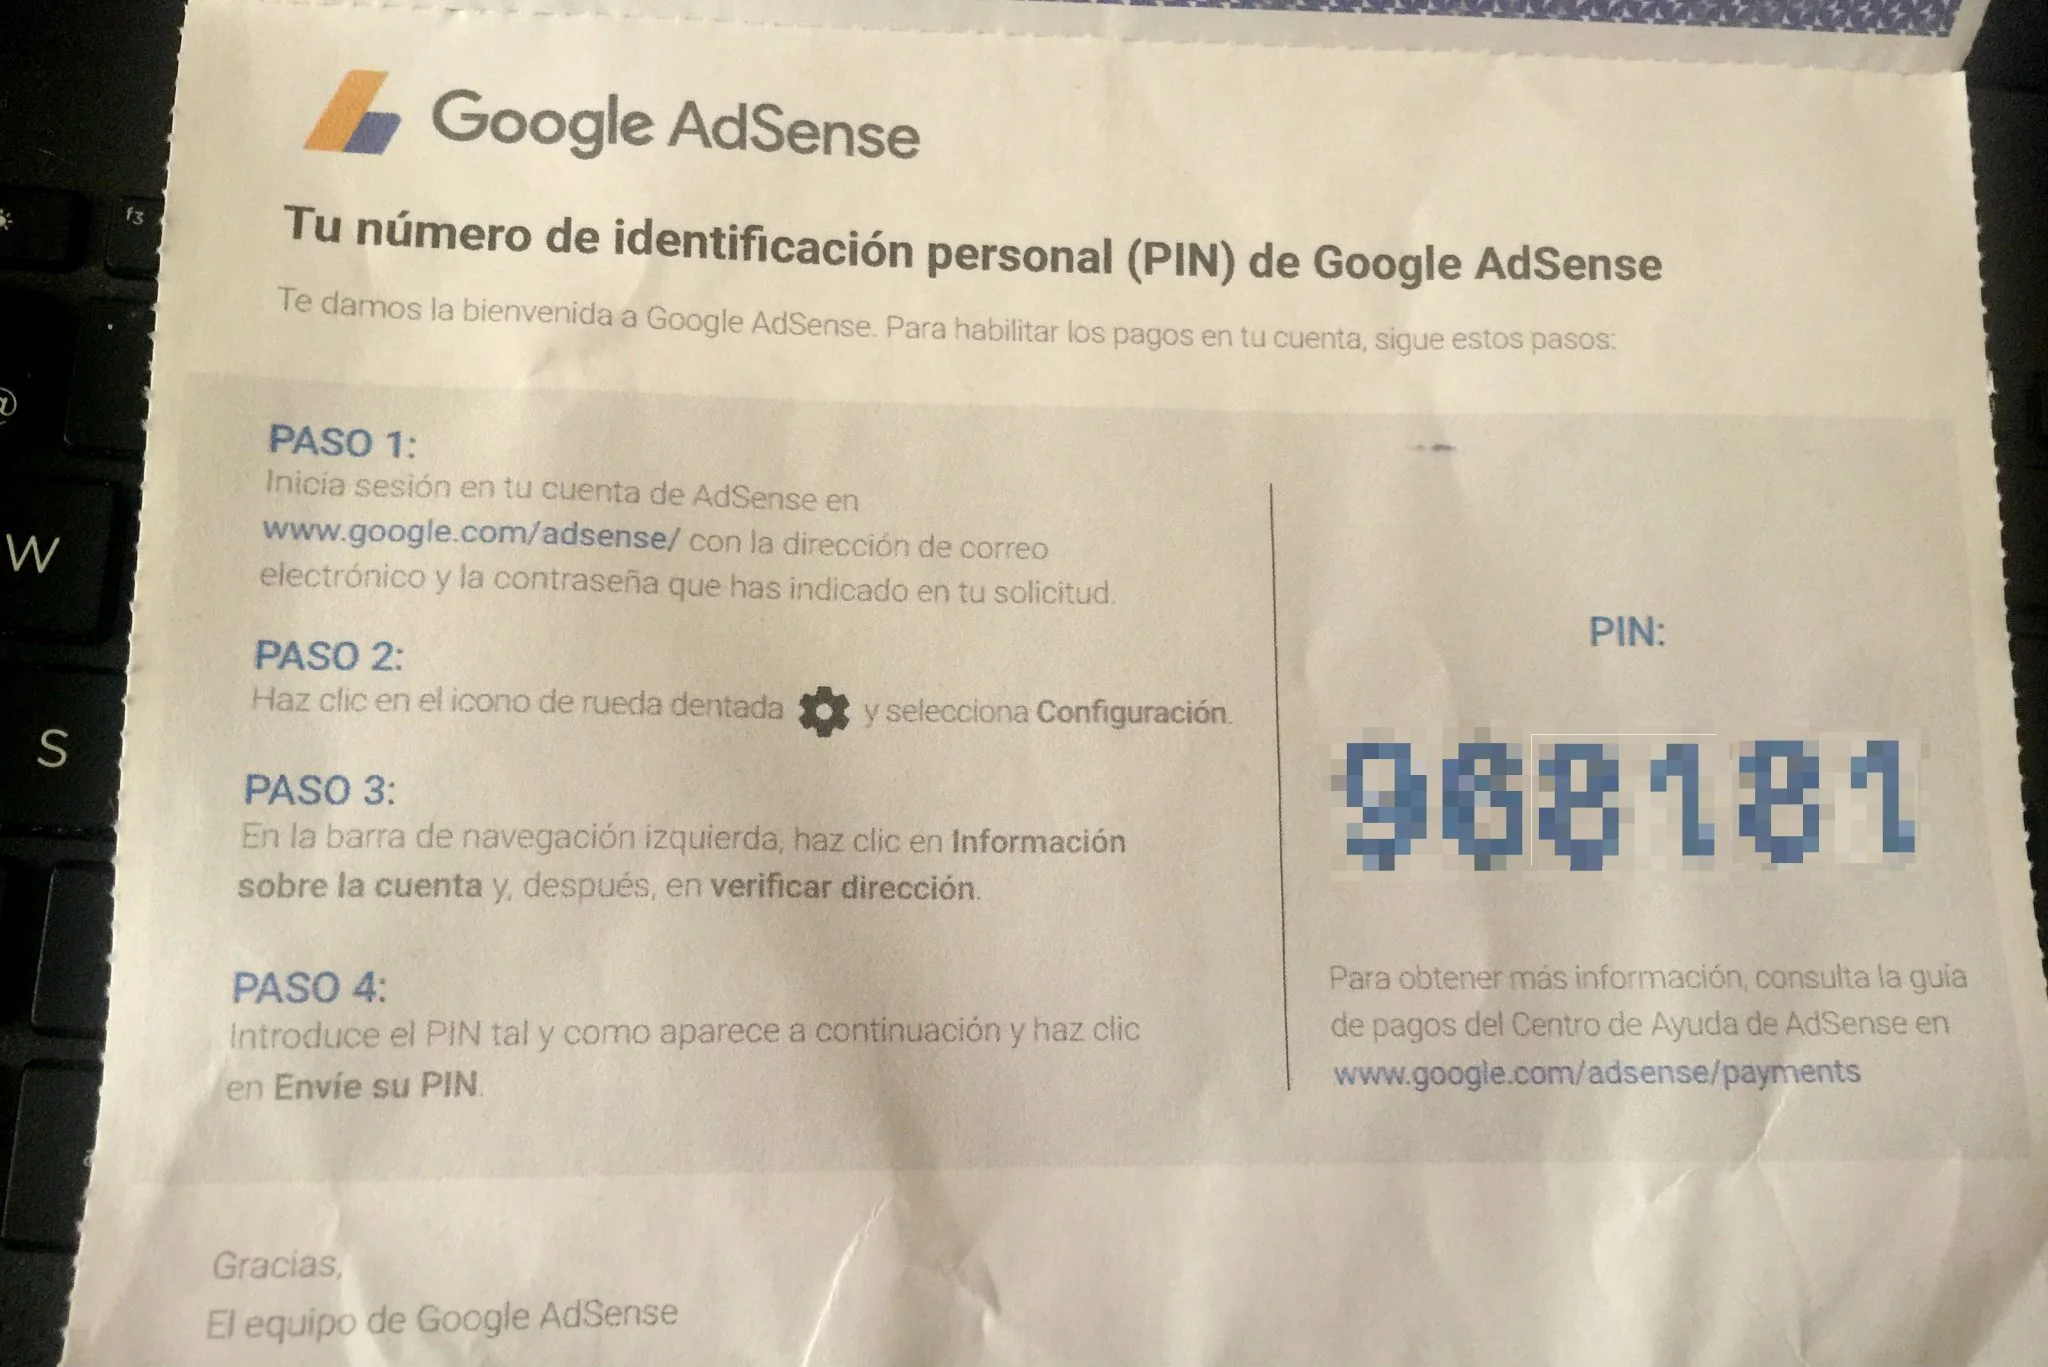 Google AdSense
Tu número de identificación personal (PIN) de Google AdSense
Te damos la bienvenida a Google AdSense. Para habilitar los pagos en tu cuenta, sigue estos pasos:
PASO 1:
Inicia sesión en tu cuenta de AdSense en
www.google.com/adsense/ con la dirección de correo
electrónico y la contraseña que has indicado en tu solicitud.
PASO 2:
Haz clic en el icono de rueda dentada y selecciona Configuración.
PASO 3:
En la barra de navegación izquierda, haz clic en Información
sobre la cuenta y, después, en verificar dirección.
PASO 4:
Introduce el PIN tal y como aparece a continuación y haz clic
en Envíe su PIN.
PIN:
Para obtener más información, consulta la guía
de pagos del Centro de Ayuda de AdSense en
www.google.com/adsense/payments
Gracias,
El equipo de Google AdSense
f3
@
W
S